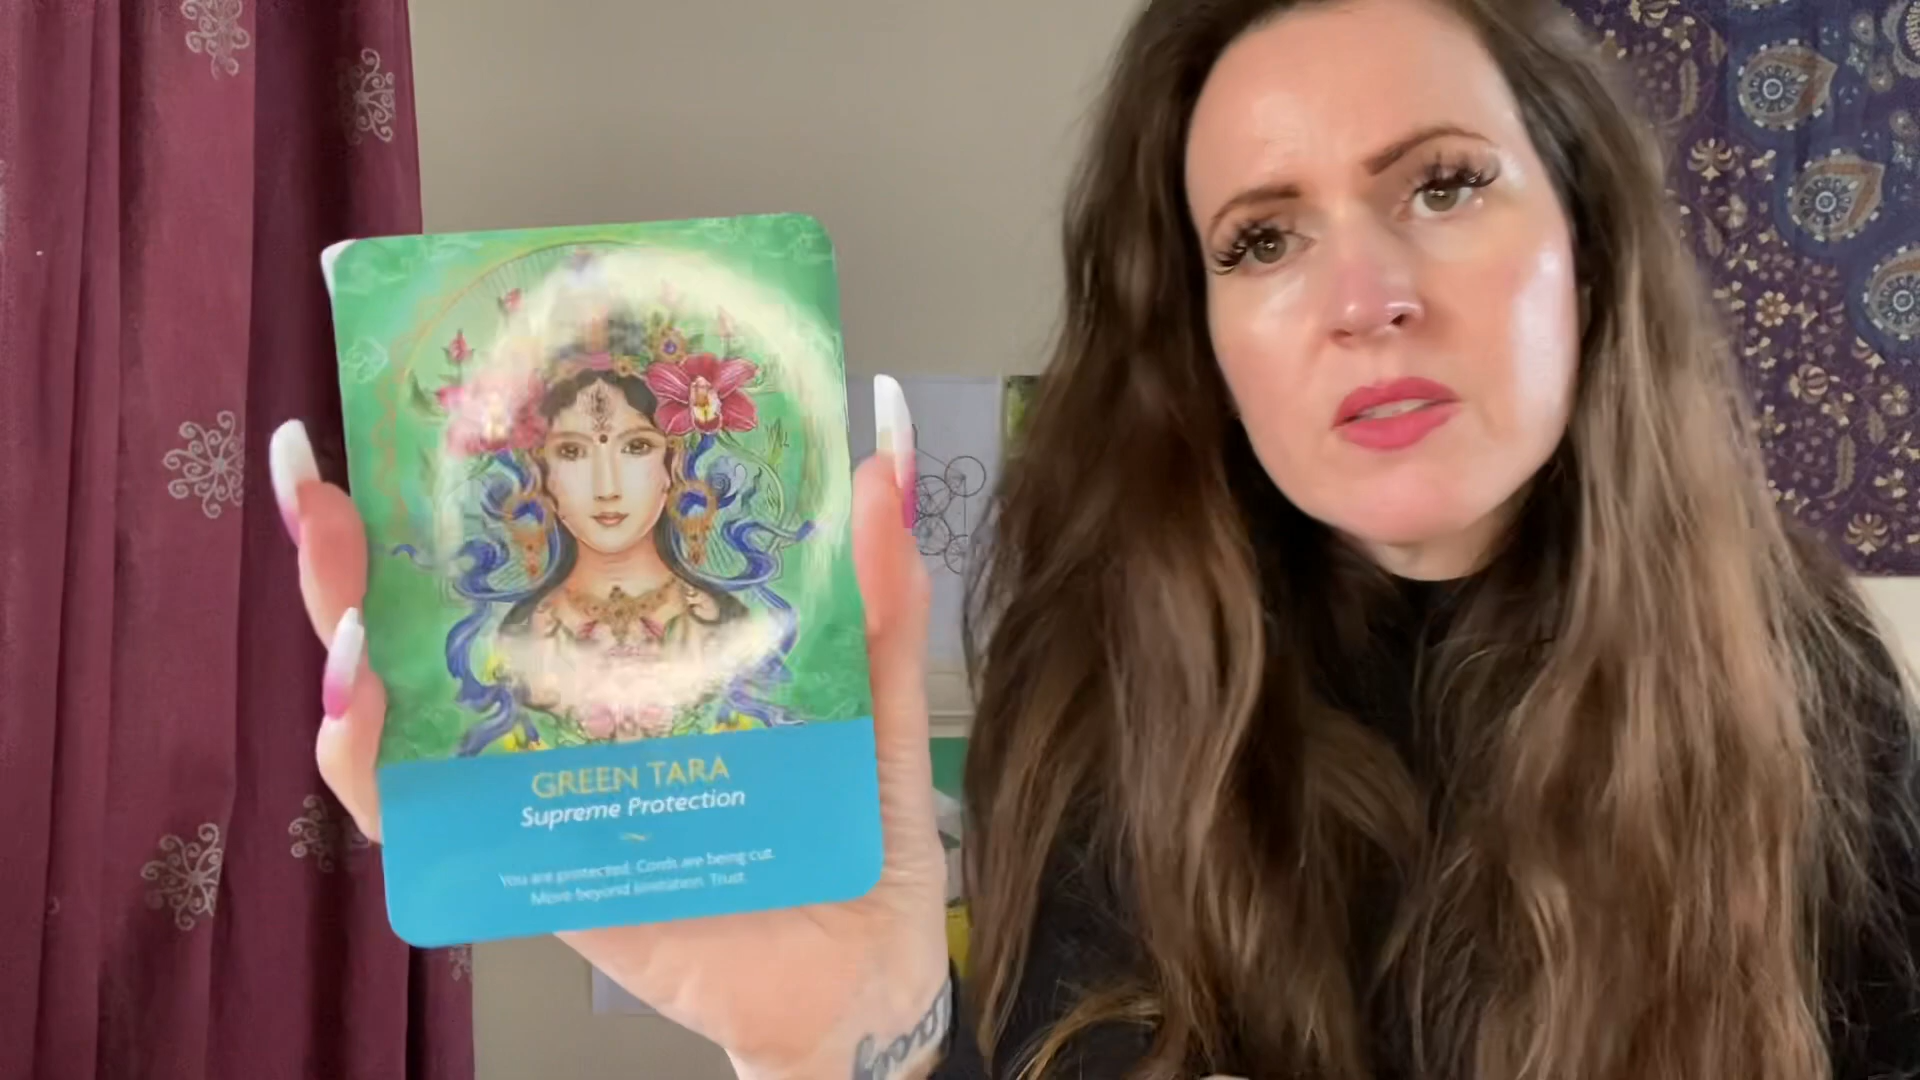 GREEN TARA
Supreme Protection
You are protected. Cords are being cut.
Move beyond limitation. Trust.